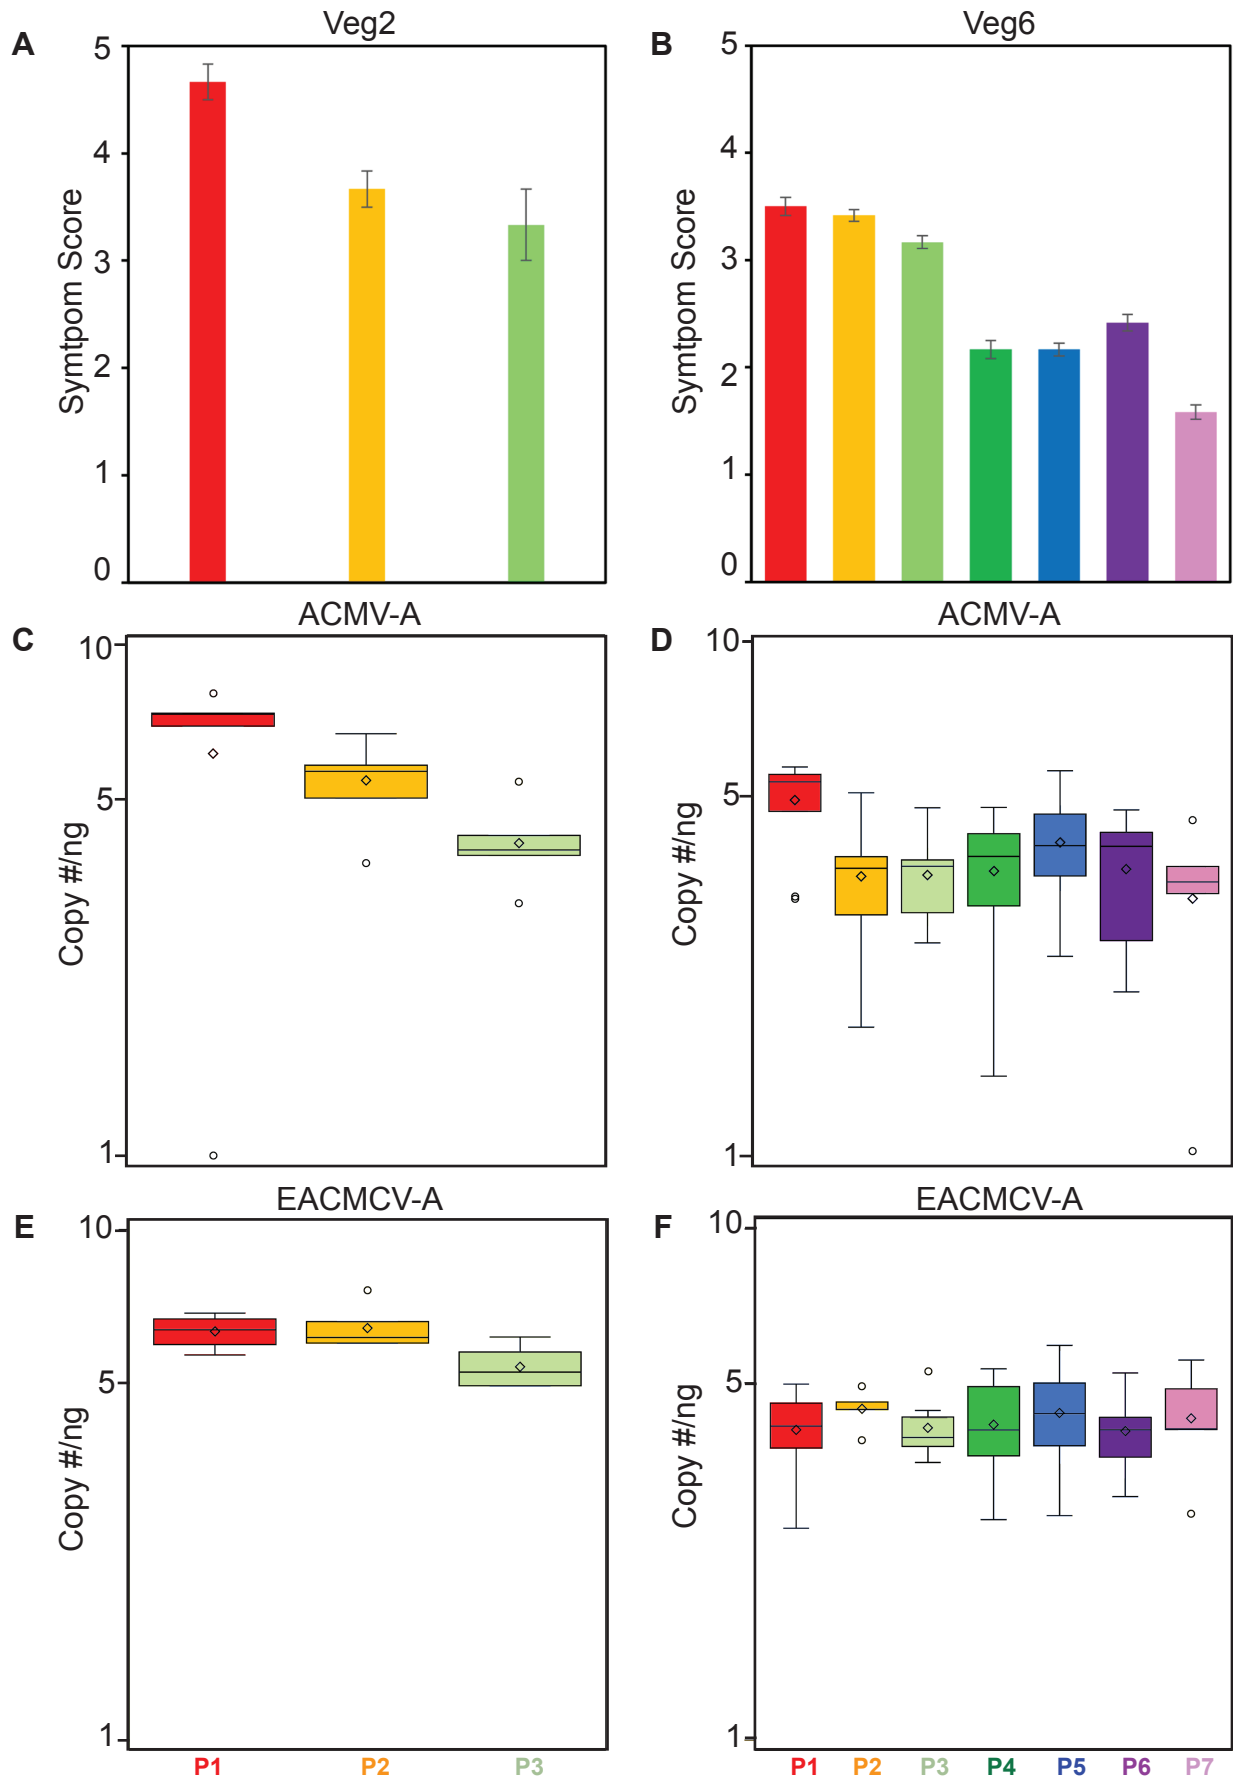 A
Veg2
5
4
3
2
1
0
Symtpom Score
B
Veg6
5
4
3
2
1
0
Symtpom Score
C
ACMV-A
10
5
1
Copy #/ng
D
ACMV-A
10
5
1
Copy #/ng
E
EACMCV-A
10
5
1
Copy #/ng
P1 P2 P3
F
EACMCV-A
10
5
1
Copy #/ng
P1 P2 P3 P4 P5 P6 P7